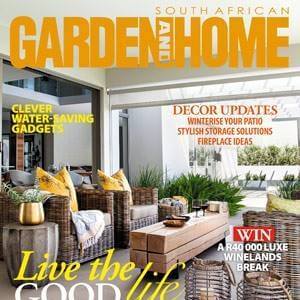 SOUTH AFRICAN
GARDEN AND HOME
CLEVER
WATER-SAVING
GADGETS
DECOR UPDATES
WINTERISE YOUR PATIO
STYLISH STORAGE SOLUTIONS
FIREPLACE IDEAS
WIN
A R40 000 LUXE
WINELANDS
BREAK
Live the
GOOD life